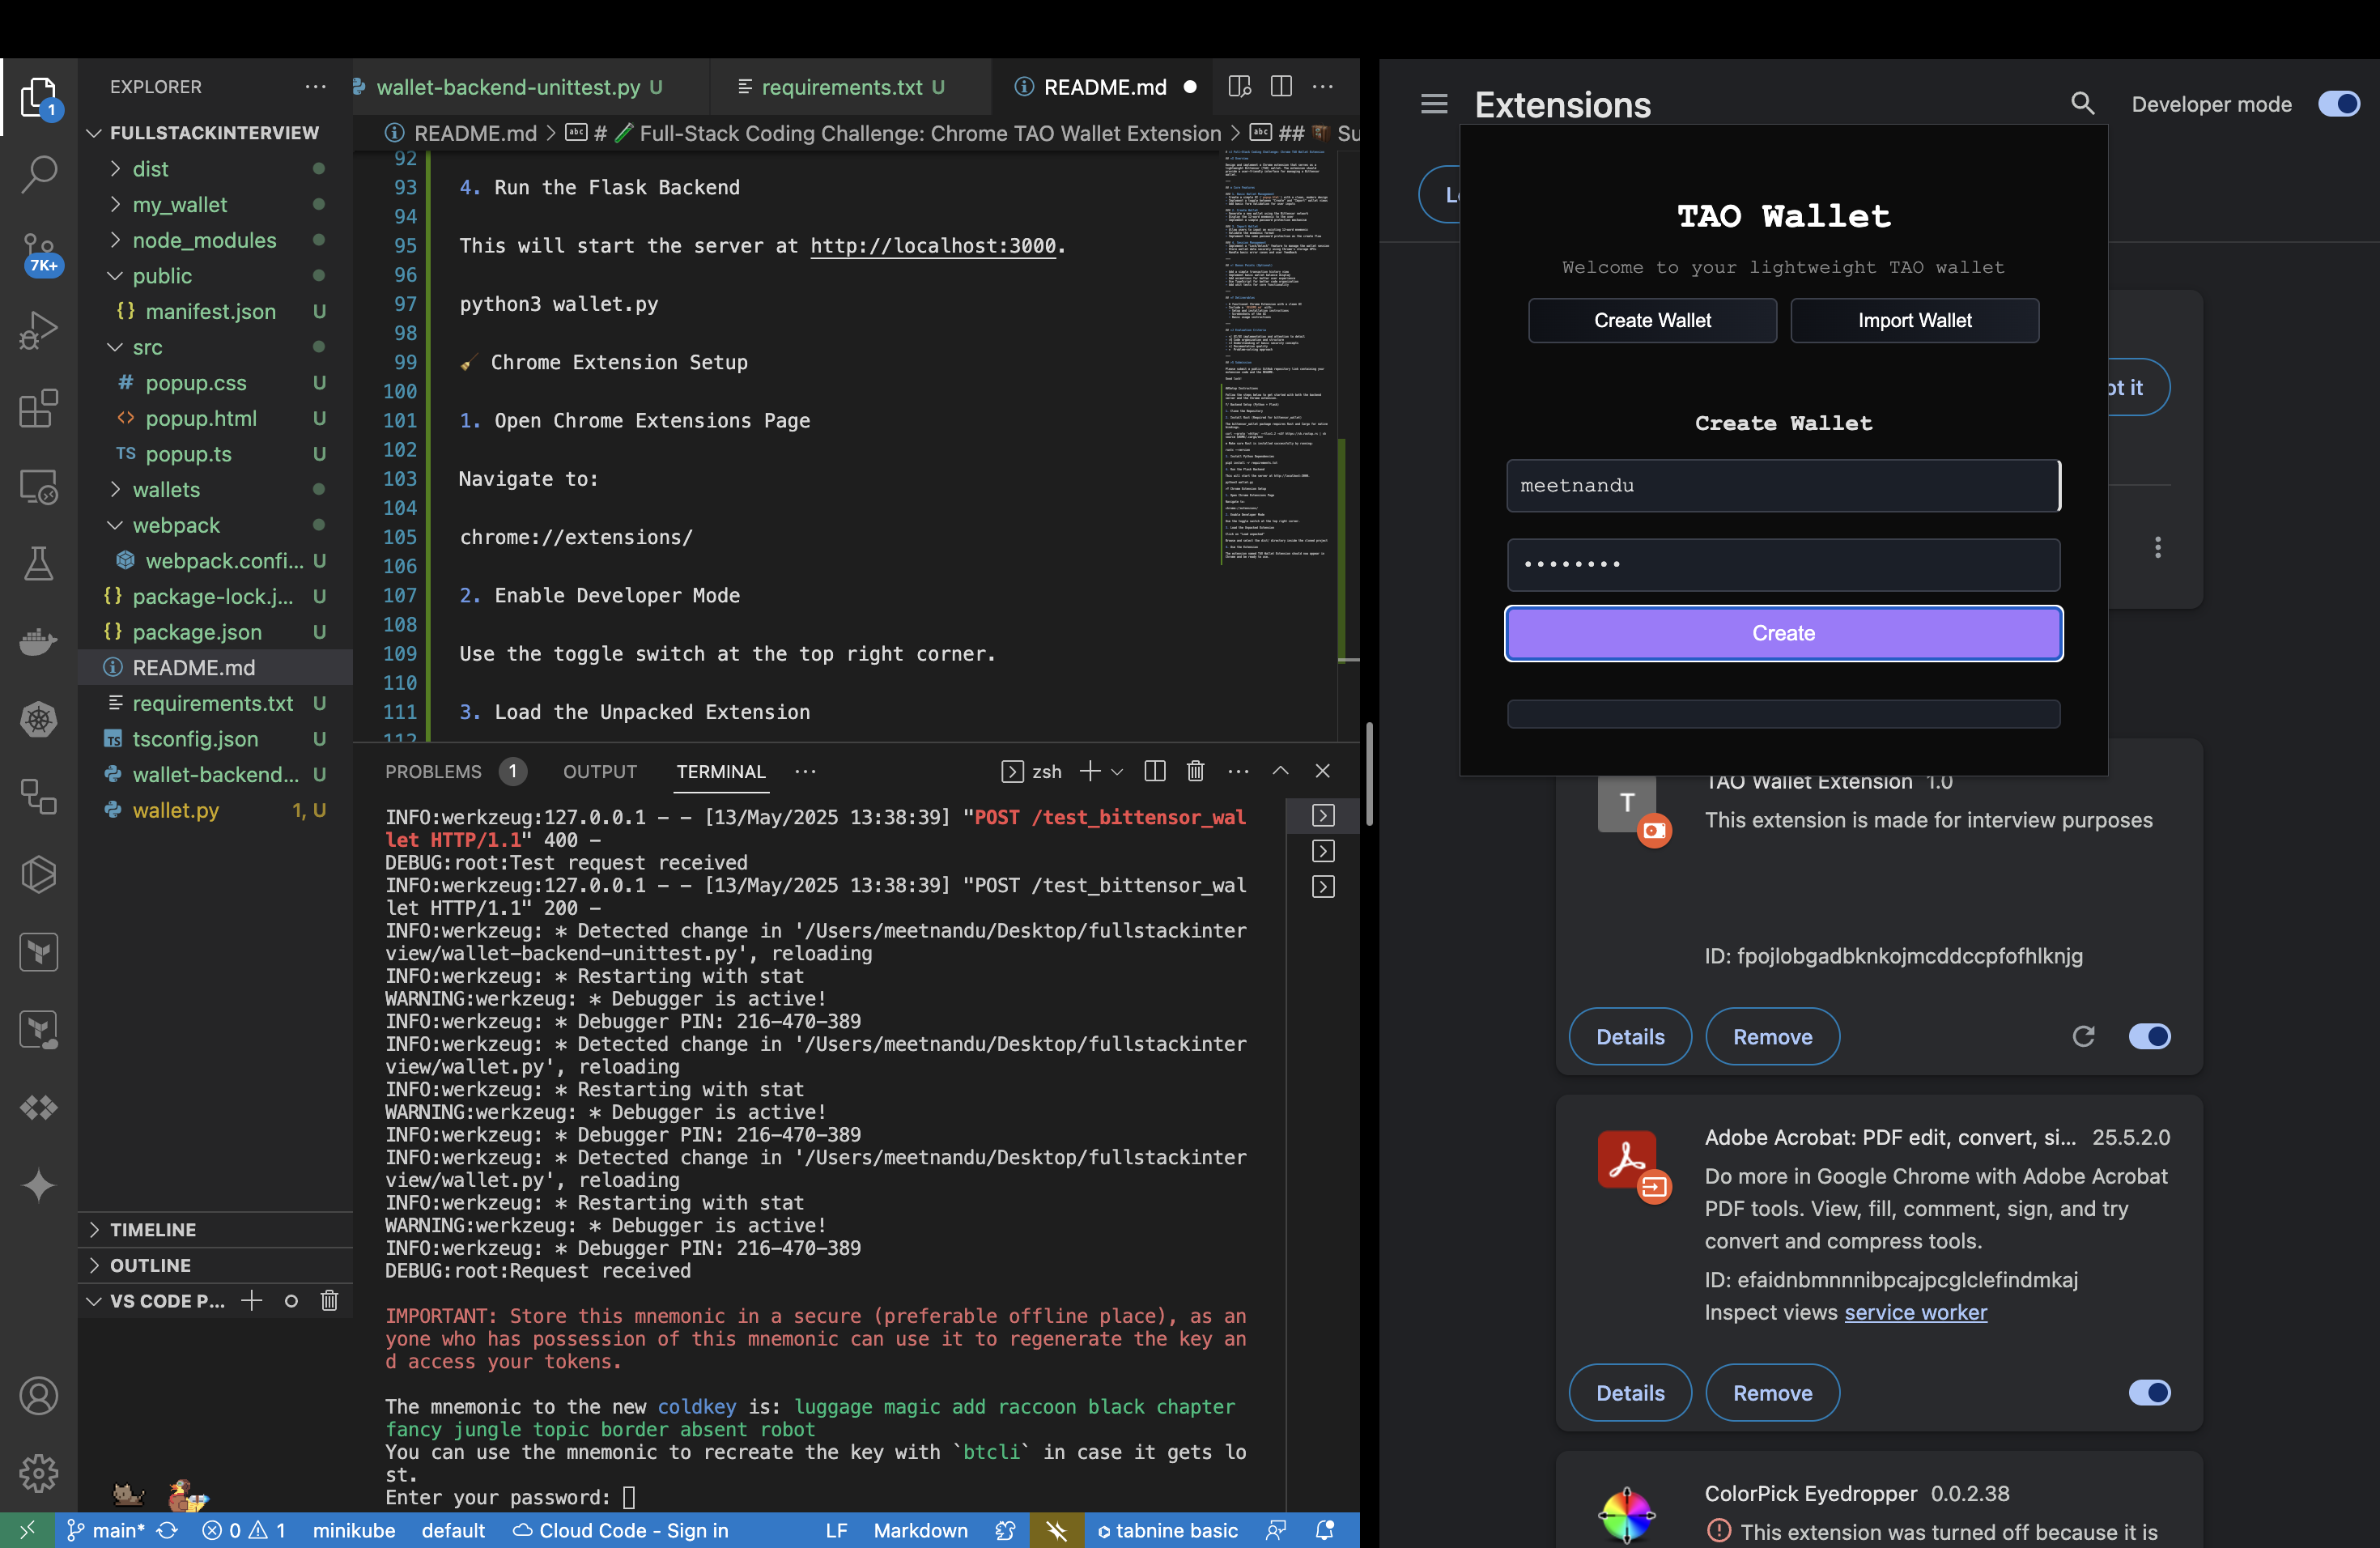 EXPLORER
FULLSTACKINTERVIEW
dist
my_wallet
node_modules
public
manifest.json U
src
popup.css U
popup.html U
popup.ts U
wallets
webpack
webpack.confi... U
package-lock.j... U
package.json U
README.md
requirements.txt U
tsconfig.json U
wallet-backend... U
wallet.py 1, U
TIMELINE
OUTLINE
VS CODE P...
1
7K+
wallet-backend-unittest.py U
requirements.txt U
README.md
README.md > # Full-Stack Coding Challenge: Chrome TAO Wallet Extension > ## Su
92
93 4. Run the Flask Backend
94
95 This will start the server at http://localhost:3000.
96
97 python3 wallet.py
98
99 Chrome Extension Setup
100
101 1. Open Chrome Extensions Page
102
103 Navigate to:
104
105 chrome://extensions/
106
107 2. Enable Developer Mode
108
109 Use the toggle switch at the top right corner.
110
111 3. Load the Unpacked Extension
112
PROBLEMS 1 OUTPUT TERMINAL
zsh
INFO:werkzeug:127.0.0.1 - - [13/May/2025 13:38:39] "POST /test_bittensor_wal
let HTTP/1.1" 400 -
DEBUG:root:Test request received
INFO:werkzeug:127.0.0.1 - - [13/May/2025 13:38:39] "POST /test_bittensor_wal
let HTTP/1.1" 200 -
INFO:werkzeug: * Detected change in '/Users/meetnandu/Desktop/fullstackinter
view/wallet-backend-unittest.py', reloading
INFO:werkzeug: * Restarting with stat
WARNING:werkzeug: * Debugger is active!
INFO:werkzeug: * Debugger PIN: 216-470-389
INFO:werkzeug: * Detected change in '/Users/meetnandu/Desktop/fullstackinter
view/wallet.py', reloading
INFO:werkzeug: * Restarting with stat
WARNING:werkzeug: * Debugger is active!
INFO:werkzeug: * Debugger PIN: 216-470-389
INFO:werkzeug: * Detected change in '/Users/meetnandu/Desktop/fullstackinter
view/wallet.py', reloading
INFO:werkzeug: * Restarting with stat
WARNING:werkzeug: * Debugger is active!
INFO:werkzeug: * Debugger PIN: 216-470-389
DEBUG:root:Request received
IMPORTANT: Store this mnemonic in a secure (preferable offline place), as an
yone who has possession of this mnemonic can use it to regenerate the key an
d access your tokens.
The mnemonic to the new coldkey is: luggage magic add raccoon black chapter
fancy jungle topic border absent robot
You can use the mnemonic to recreate the key with `btcli` in case it gets lo
st.
Enter your password:
main* 0 1 minikube default Cloud Code - Sign in LF Markdown tabnine basic
Extensions
Developer mode
TAO Wallet
Welcome to your lightweight TAO wallet
Create Wallet
Import Wallet
Create Wallet
meetnandu
••••••••
Create
TAO Wallet Extension 1.0
T
This extension is made for interview purposes
ID: fpojlobgadbknkojmcddccpfofhlknjg
Details
Remove
Adobe Acrobat: PDF edit, convert, si... 25.5.2.0
Do more in Google Chrome with Adobe Acrobat
PDF tools. View, fill, comment, sign, and try
convert and compress tools.
ID: efaidnbmnnnibpcajpcglclefindmkaj
Inspect views service worker
Details
Remove
ColorPick Eyedropper 0.0.2.38
This extension was turned off because it is